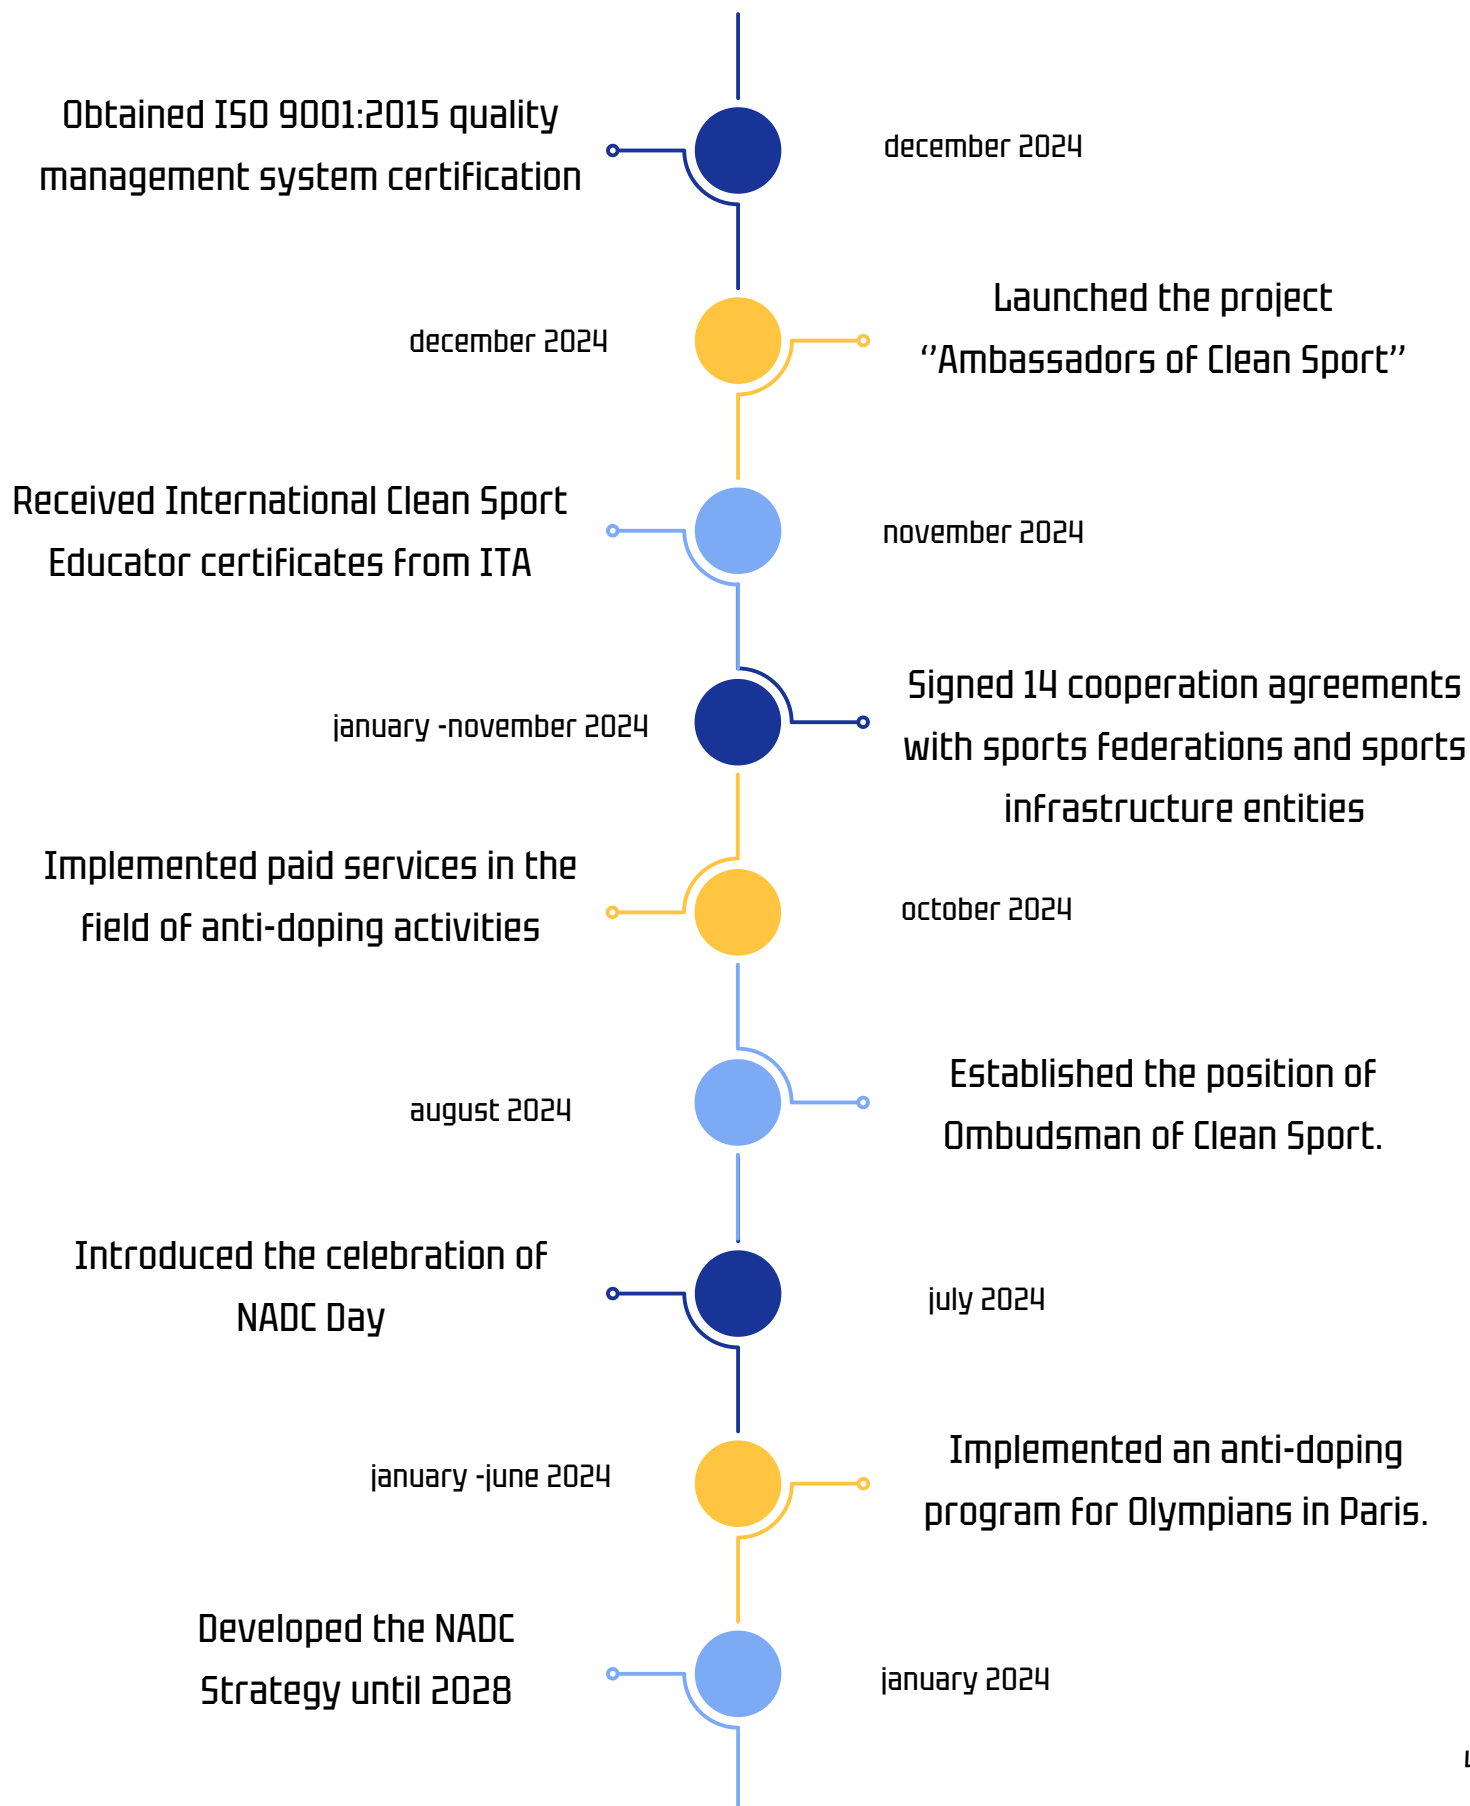 Obtained ISO 9001:2015 quality
management system certification
december 2024
december 2024
Launched the project
‘’Ambassadors of Clean Sport’’
Received International Clean Sport
Educator certificates from ITA
november 2024
january -november 2024
Signed 14 cooperation agreements
with sports federations and sports
infrastructure entities
Implemented paid services in the
field of anti-doping activities
october 2024
august 2024
Established the position of
Ombudsman of Clean Sport.
Introduced the celebration of
NADC Day
july 2024
january -june 2024
Implemented an anti-doping
program for Olympians in Paris.
Developed the NADC
Strategy until 2028
january 2024